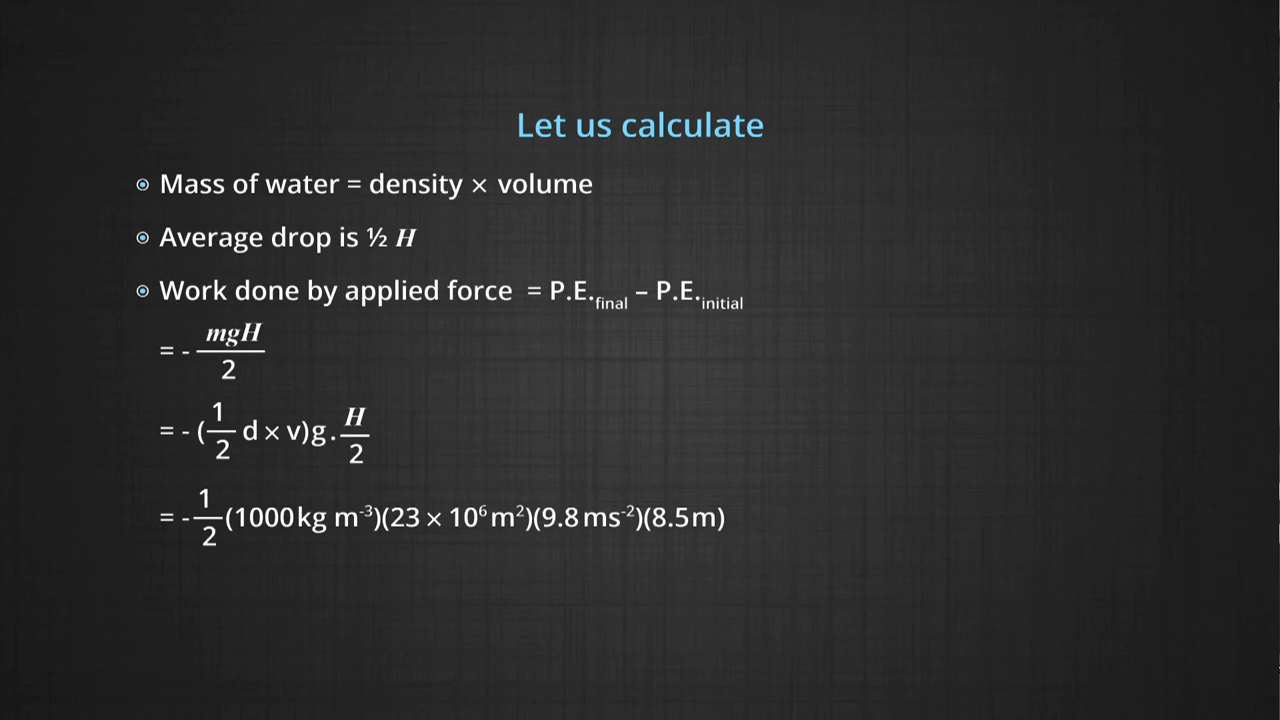 Let us calculate
Mass of water = density × volume
Average drop is ½ H
Work done by applied force = P.E.final – P.E.initial
= - mgH/2
= - (1/2 d × v)g . H/2
= - 1/2 (1000 kg m⁻³)(23 × 10⁶ m²)(9.8 ms⁻²)(8.5 m)